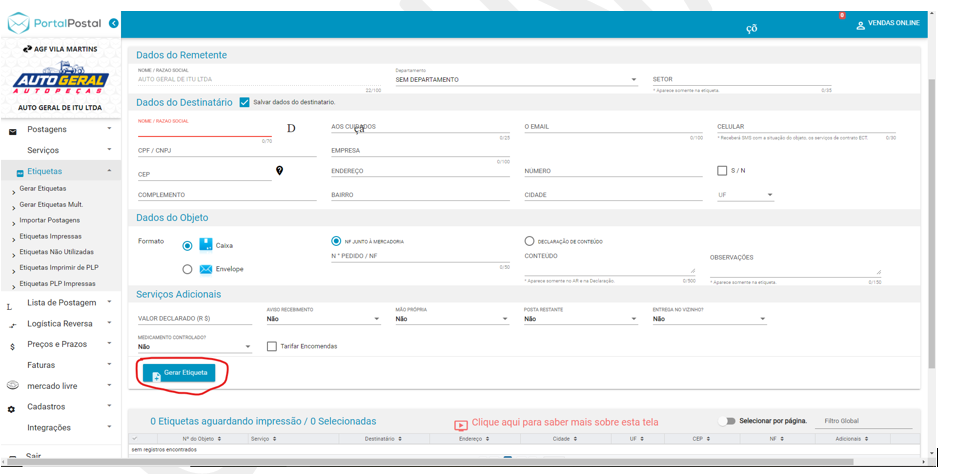 PortalPostal
8
VENDAS ONLINE
çõ
AGF VILA MARTINS
AUTO GERAL
AUTOPEÇAS
AUTO GERAL DE ITU LTDA
Postagens
Serviços
Etiquetas
Gerar Etiquetas
Gerar Etiquetas Mult.
Importar Postagens
Etiquetas Impressas
Etiquetas Não Utilizadas
Etiquetas Imprimir de PLP
Etiquetas PLP Impressas
Lista de Postagem
Logística Reversa
Preços e Prazos
Faturas
mercado livre
Cadastros
Integrações
Sair
Dados do Remetente
NOME / RAZAO SOCIAL
AUTO GERAL DE ITU LTDA
22/100
Departamento
SEM DEPARTAMENTO
SETOR
* Aparece somente na etiqueta.
0/35
Dados do Destinatário Salvar dados do destinatario.
NOME / RAZAO SOCIAL
0/70
D
AOS CUIDADOS
çã
0/25
O EMAIL
0/100
CELULAR
* Receberá SMS com a situação do objeto, os serviços de contrato ECT.
0/30
CPF / CNPJ
EMPRESA
0/100
CEP
ENDEREÇO
NÚMERO
S / N
COMPLEMENTO
BAIRRO
CIDADE
UF
Dados do Objeto
Formato
Caixa
Envelope
NF JUNTO À MERCADORIA
N ° PEDIDO / NF
0/50
DECLARAÇÃO DE CONTEÚDO
CONTEUDO
* Aparece somente no AR e na Declaração
0/500
OBSERVAÇÕES
* Aparece somente na etiqueta.
0/150
Serviços Adicionais
VALOR DECLARADO (R $)
AVISO RECEBIMENTO
Não
MÃO PRÓPRIA
Não
POSTA RESTANTE
Não
ENTREGA NO VIZINHO?
Não
MEDICAMENTO CONTROLADO?
Não
Tarifar Encomendas
Gerar Etiqueta
0 Etiquetas aguardando impressão / 0 Selecionadas
Clique aqui para saber mais sobre esta tela
Selecionar por página.
Filtro Global
Nº do Objeto Serviço Destinatário Endereço Cidade UF CEP NF Adicionais
sem registros encontrados